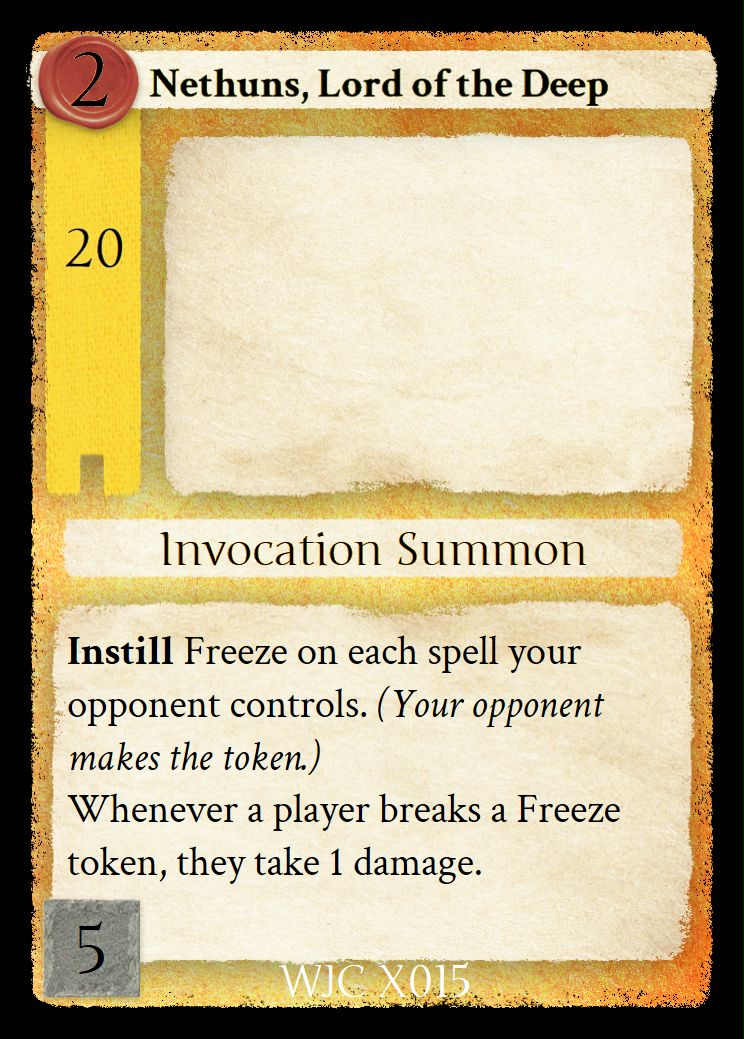 2
Nethuns, Lord of the Deep
20
Invocation Summon
Instill Freeze on each spell your
opponent controls. (Your opponent
makes the token.)
Whenever a player breaks a Freeze
token, they take 1 damage.
5
WJC X015